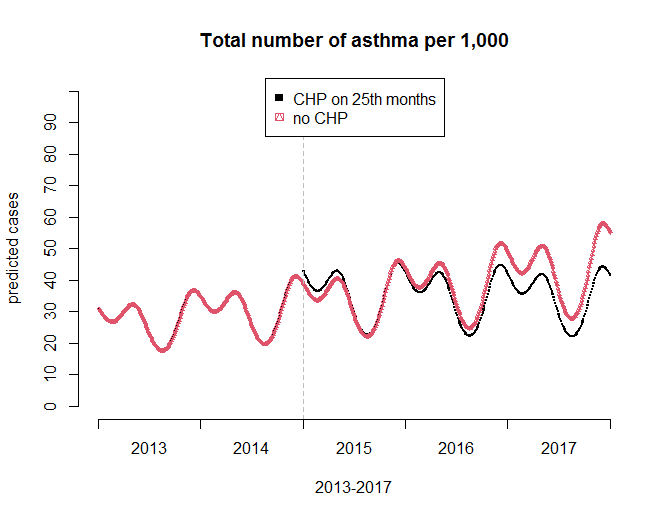 Total number of asthma per 1,000
CHP on 25th months
no CHP
predicted cases
90
80
70
60
50
40
30
20
10
0
2013 2014 2015 2016 2017
2013-2017